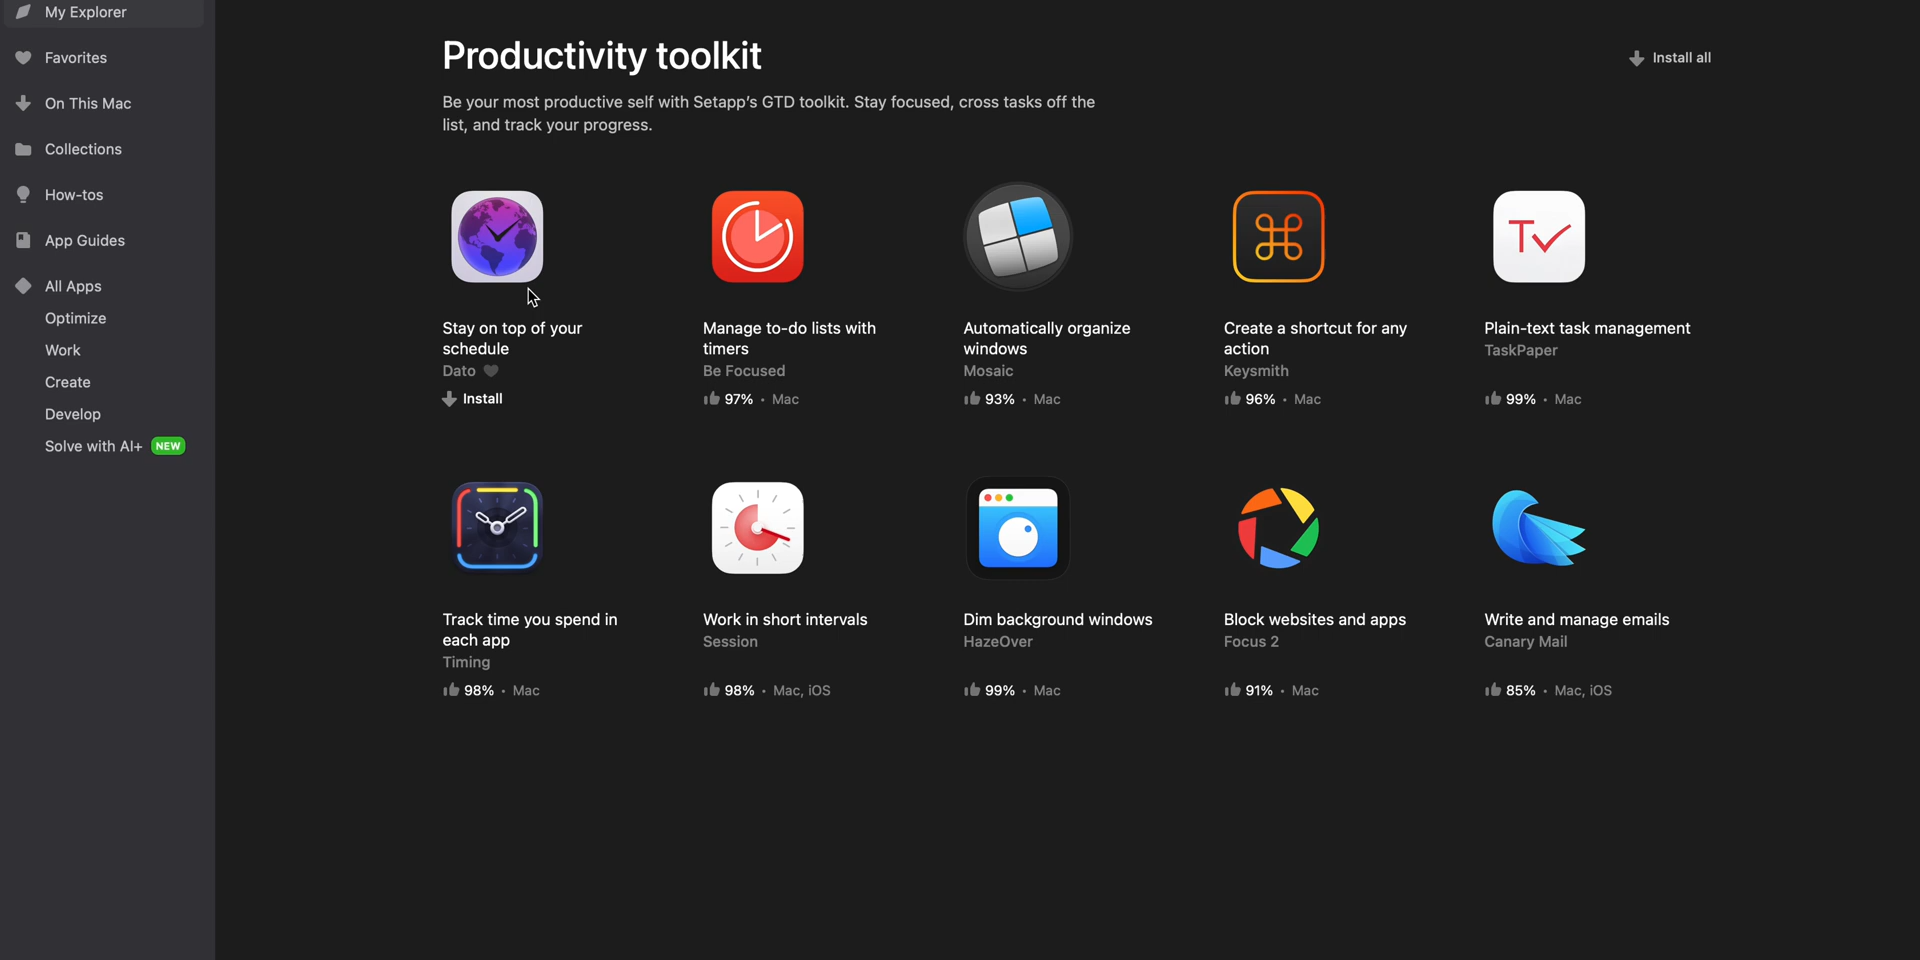 My Explorer
Favorites
On This Mac
Collections
How-tos
App Guides
All Apps
Optimize
Work
Create
Develop
Solve with AI+ NEW
Productivity toolkit
Install all
Be your most productive self with Setapp's GTD toolkit. Stay focused, cross tasks off the
list, and track your progress.
Stay on top of your
schedule
Dato
Install
Manage to-do lists with
timers
Be Focused
97% · Mac
Automatically organize
windows
Mosaic
93% · Mac
Create a shortcut for any
action
Keysmith
96% · Mac
Plain-text task management
TaskPaper
99% · Mac
Track time you spend in
each app
Timing
98% · Mac
Work in short intervals
Session
98% · Mac, iOS
Dim background windows
HazeOver
99% · Mac
Block websites and apps
Focus 2
91% · Mac
Write and manage emails
Canary Mail
85% · Mac, iOS